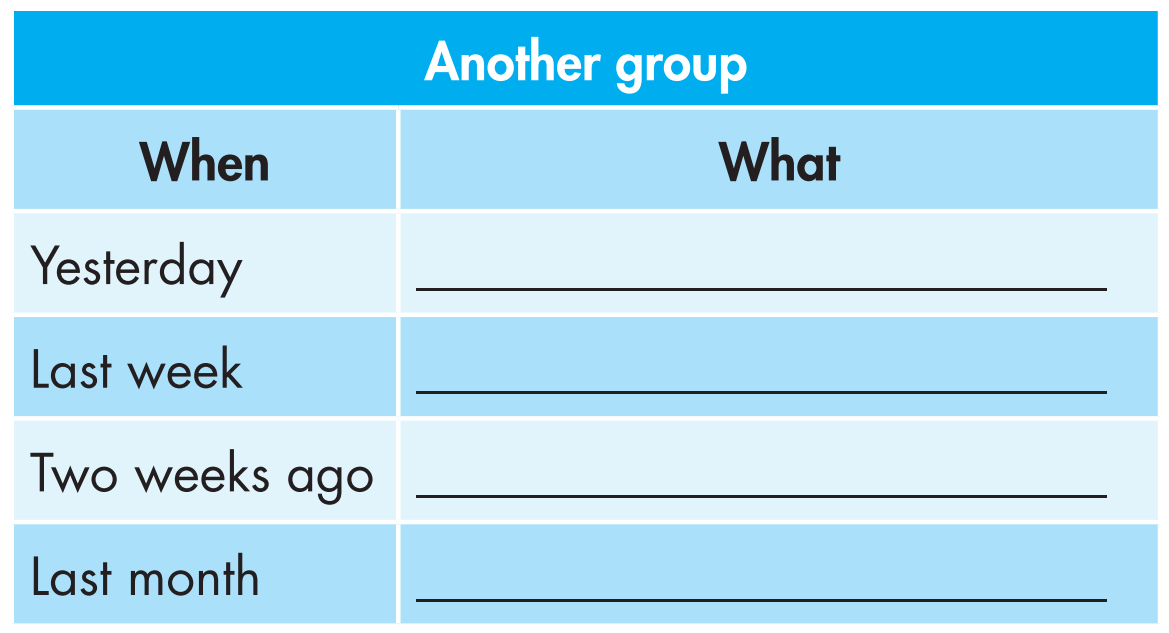 Another group
When What
Yesterday
Last week
Two weeks ago
Last month